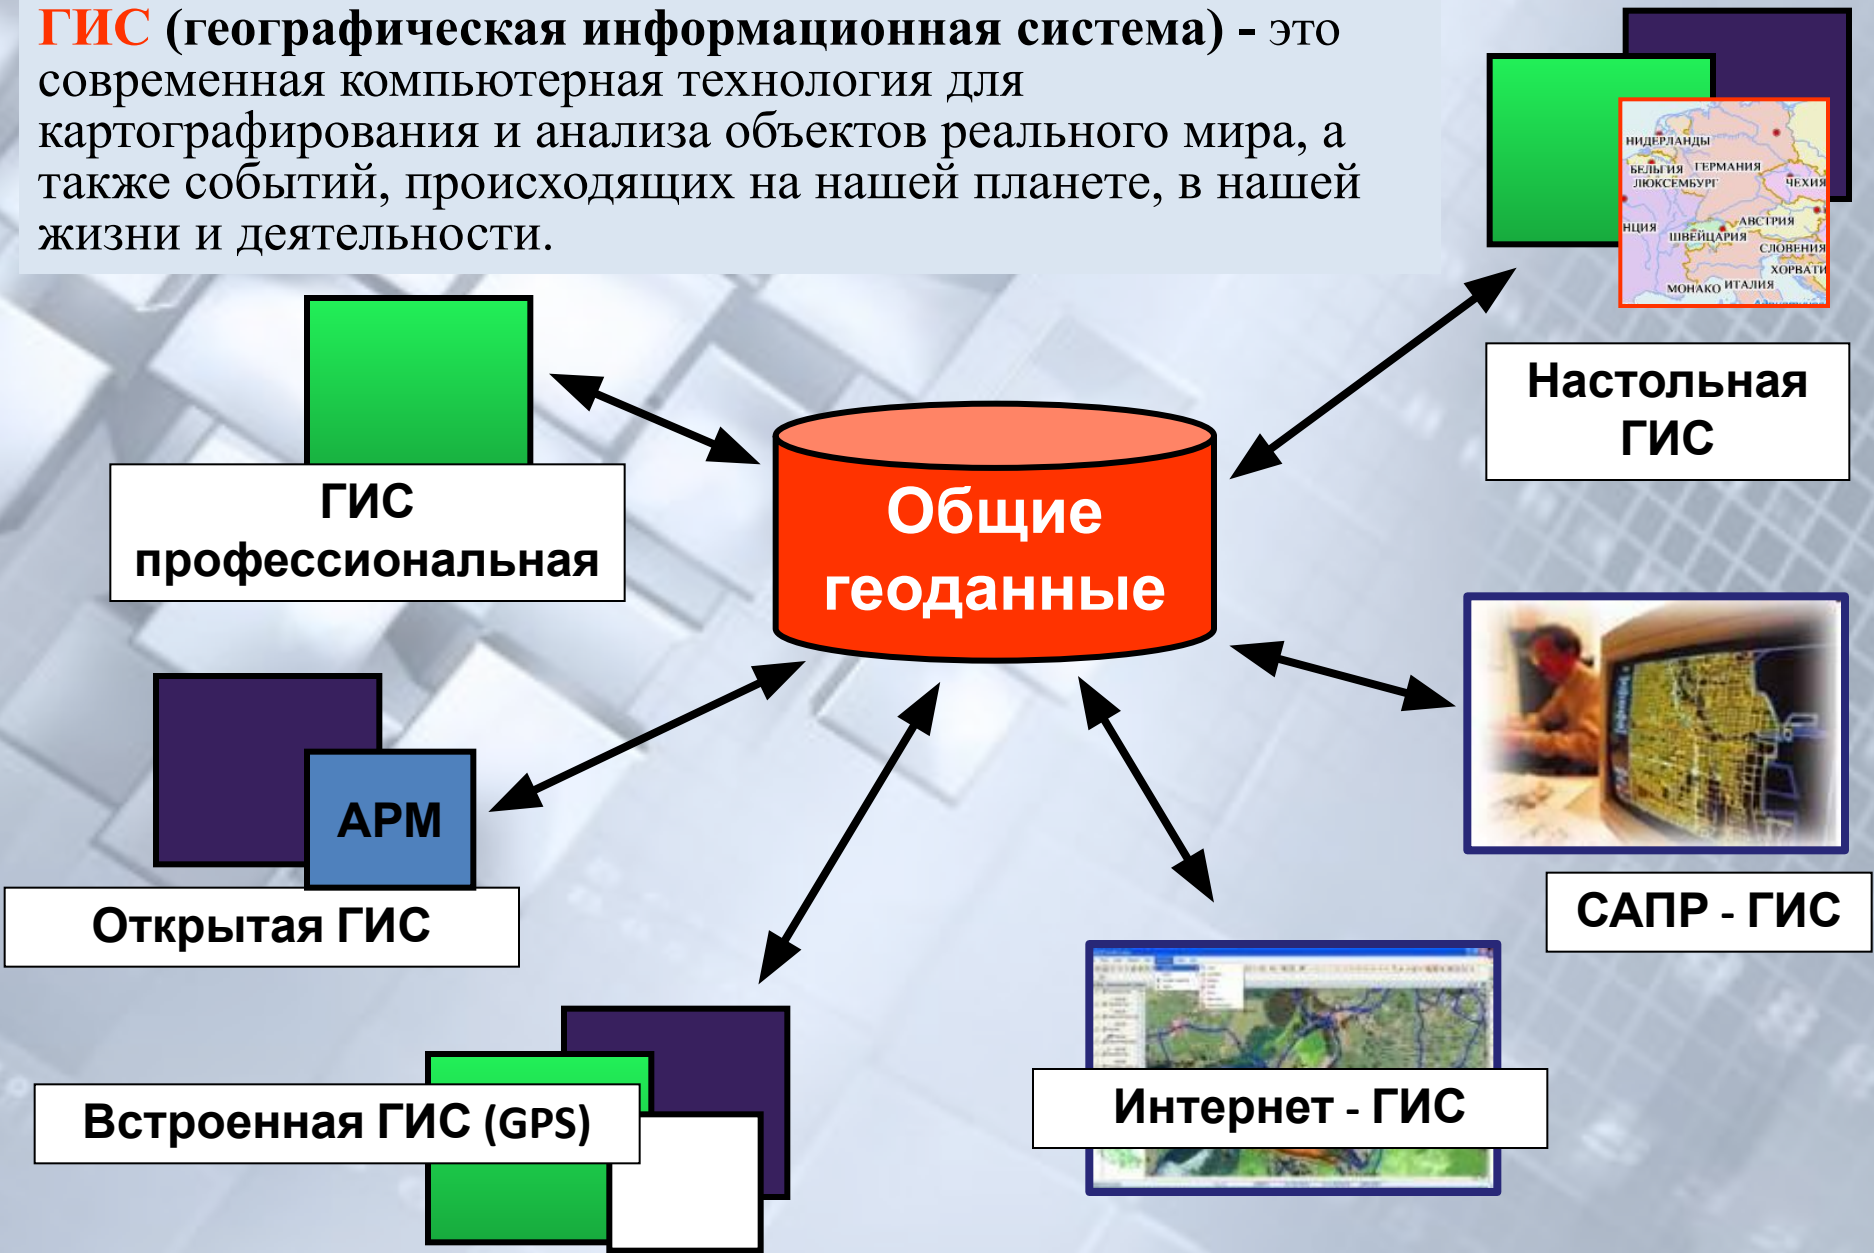 ГИС (географическая информационная система) - это
современная компьютерная технология для
картографирования и анализа объектов реального мира, а
также событий, происходящих на нашей планете, в нашей
жизни и деятельности.
НИДЕРЛАНДЫ
БЕЛЬГИЯ ГЕРМАНИЯ
ЛЮКСЕМБУРГ ЧЕХИЯ
АВСТРИЯ
НЦИЯ
ШВЕЙЦАРИЯ
СЛОВЕНИЯ
ХОРВАТИ
МОНАКО ИТАЛИЯ
Настольная
ГИС
ГИС
профессиональная
Общие
геоданные
АРМ
Открытая ГИС
САПР - ГИС
Встроенная ГИС (GPS)
Интернет - ГИС